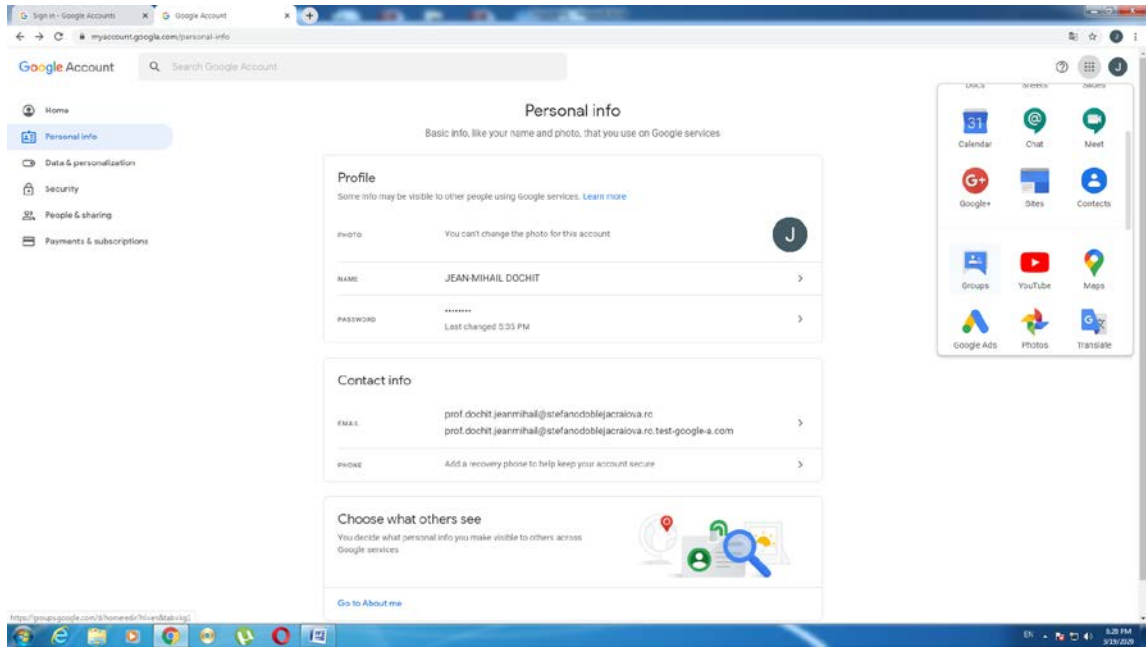 Sign in - Google Accounts
Google Account
myaccount.google.com/personal-info
Google Account
Search Google Account
J
Home
Personal info
Data & personalization
Security
People & sharing
Payments & subscriptions
Personal info
Basic info, like your name and photo, that you use on Google services
Profile
Some info may be visible to other people using Google services. Learn more
PHOTO
You can't change the photo for this account
J
NAME
JEAN-MIHAIL DOCHIT
PASSWORD
••••••••
Last changed 5:35 PM
Contact info
EMAIL
prof.dochit.jeanmihail@stefanodoblejacraiova.ro
prof.dochit.jeanmihail@stefanodoblejacraiova.ro.test-google-a.com
PHONE
Add a recovery phone to help keep your account secure
Choose what others see
You decide what personal info you make visible to others across
Google services
Go to About me
Docs Sheets Slides
31
Calendar Chat Meet
G+
Google+ Sites Contacts
Groups YouTube Maps
Google Ads Photos Translate
EN
3/19/2020